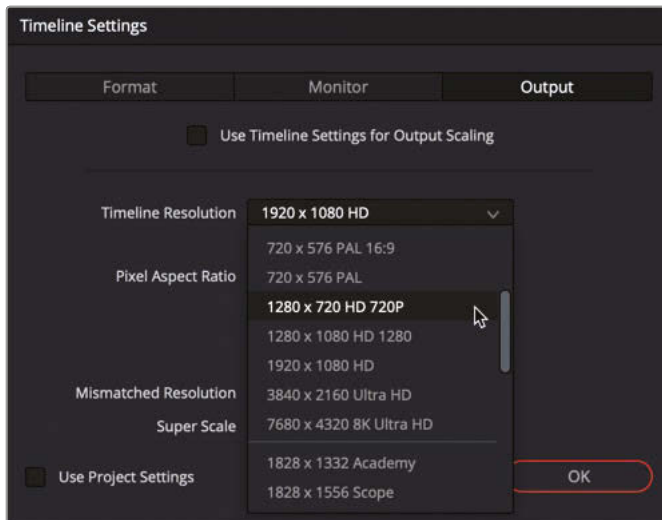 Timeline Settings
Format Monitor Output
Use Timeline Settings for Output Scaling
Timeline Resolution 1920 x 1080 HD
720 x 576 PAL 16:9
Pixel Aspect Ratio 720 x 576 PAL
1280 x 720 HD 720P
1280 x 1080 HD 1280
1920 x 1080 HD
Mismatched Resolution 3840 x 2160 Ultra HD
Super Scale 7680 x 4320 8K Ultra HD
1828 x 1332 Academy
Use Project Settings OK
1828 x 1556 Scope